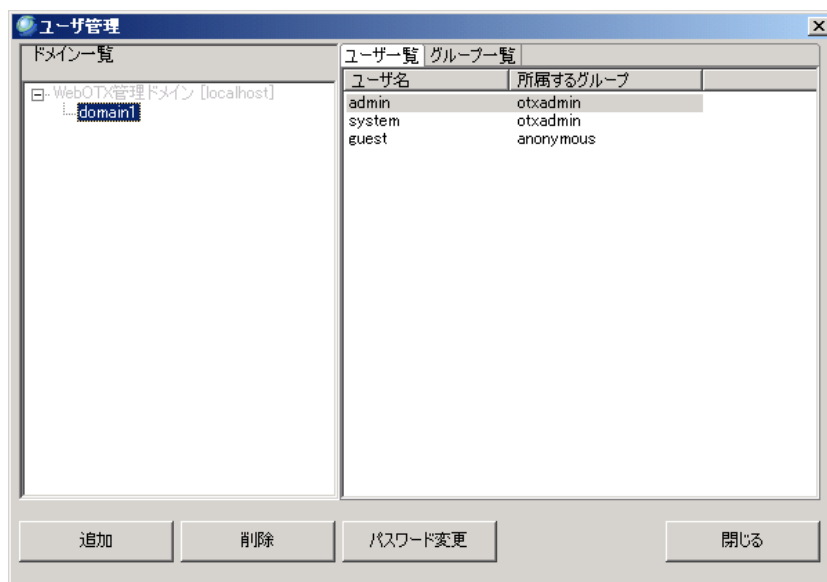 ユーザ管理
ドメイン一覧
ユーザー一覧 グループ一覧
ユーザ名 所属するグループ
WebOTX管理ドメイン [localhost]
domain1
admin otxadmin
system otxadmin
guest anonymous
追加 削除 パスワード変更 閉じる